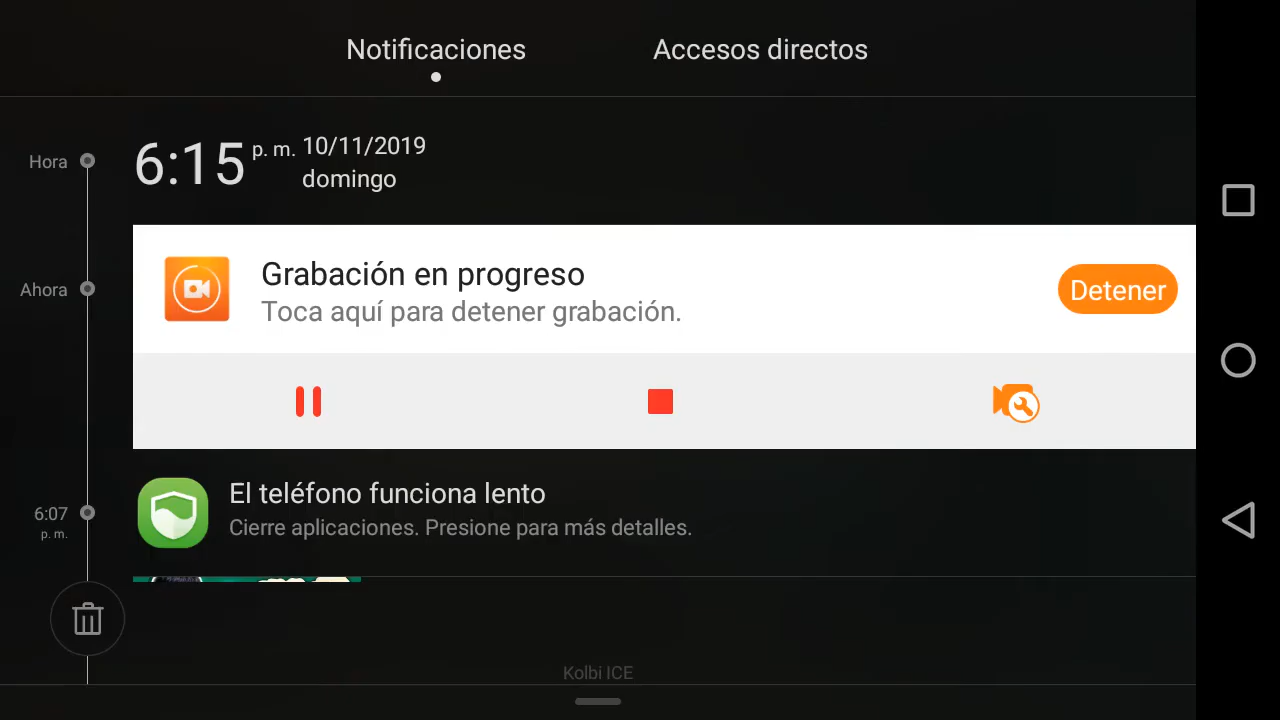 Notificaciones
Accesos directos
Hora
6:15 p. m. 10/11/2019
domingo
Ahora
Grabación en progreso
Toca aquí para detener grabación.
Detener
6:07
p. m.
El teléfono funciona lento
Cierre aplicaciones. Presione para más detalles.
Kolbi ICE